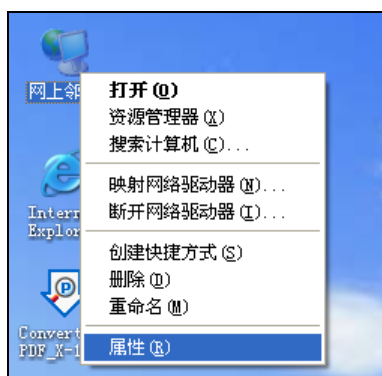 网上邻
打开(O)
资源管理器(X)
搜索计算机(C)...
映射网络驱动器(N)...
断开网络驱动器(I)...
Intern
Explor
创建快捷方式(S)
删除(D)
重命名(M)
Convert
PDF_X-1
属性(R)